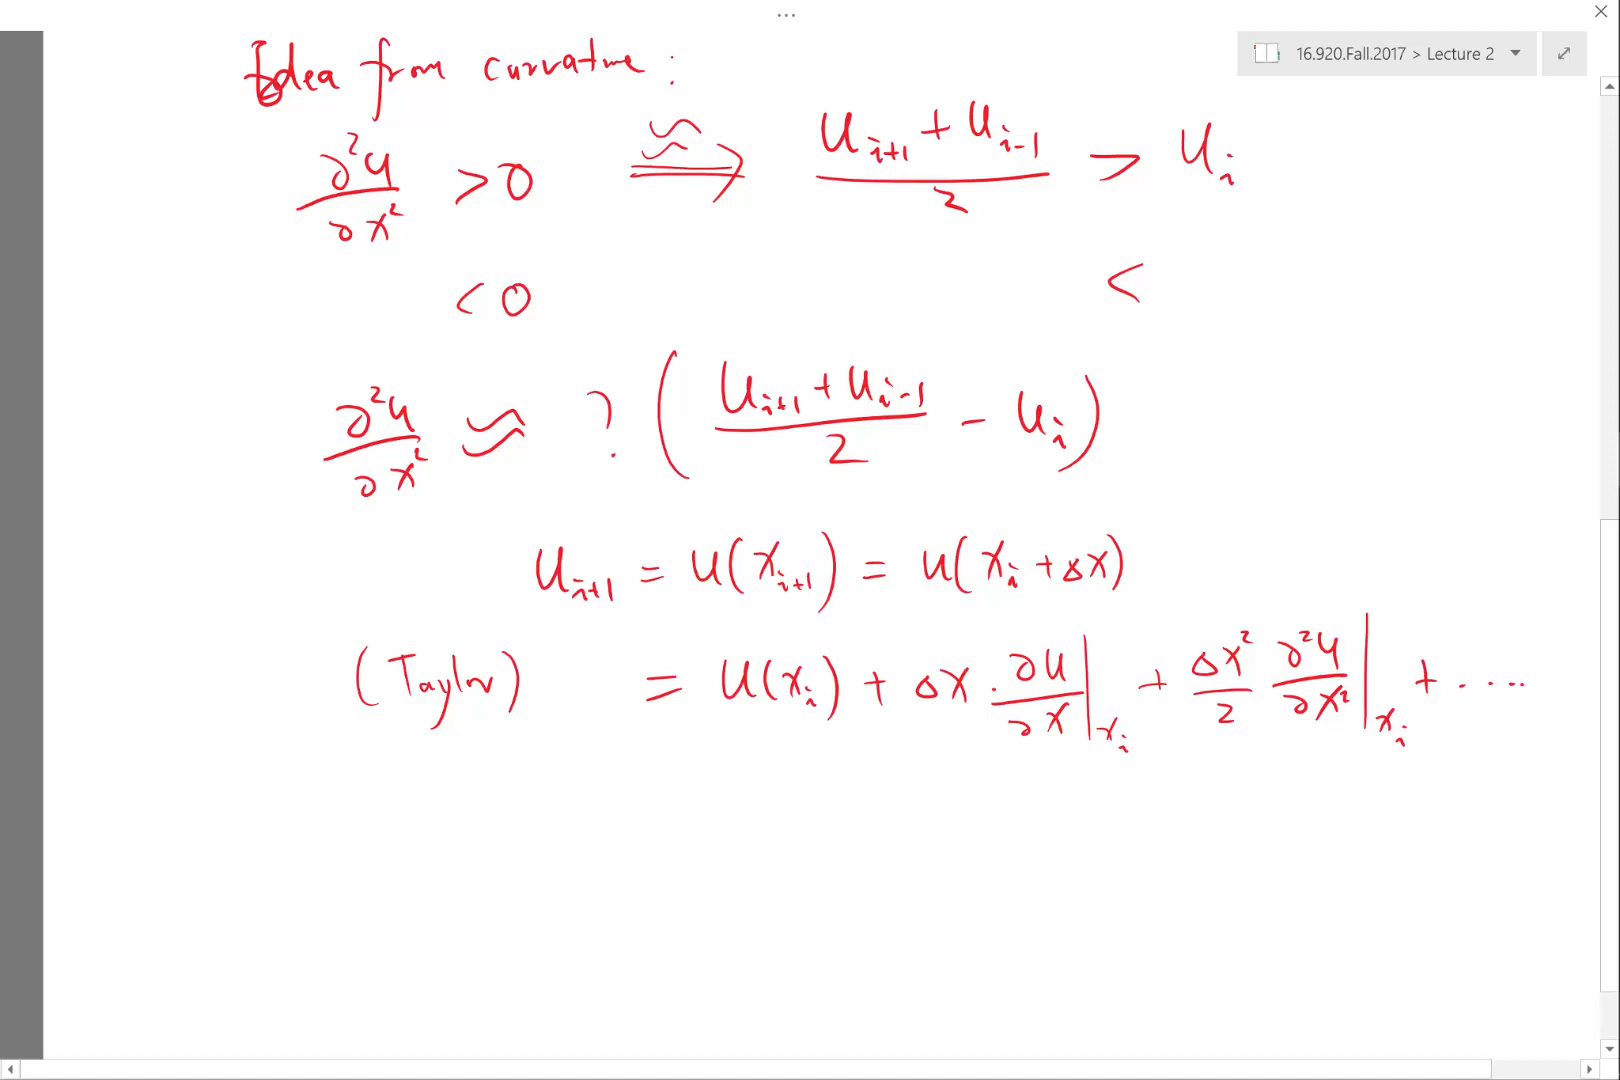 ...
16.920.Fall.2017 > Lecture 2
Idea from curvature :
∂²u/∂x² > 0 ≈⟹ (u_{i+1} + u_{i-1})/2 > u_i
< 0 <
∂²u/∂x² ≈ ? ( (u_{i+1} + u_{i-1})/2 - u_i )
u_{i+1} = u(x_{i+1}) = u(x_i + Δx)
(Taylor) = u(x_i) + Δx · ∂u/∂x |_{x_i} + Δx²/2 ∂²u/∂x² |_{x_i} + ....